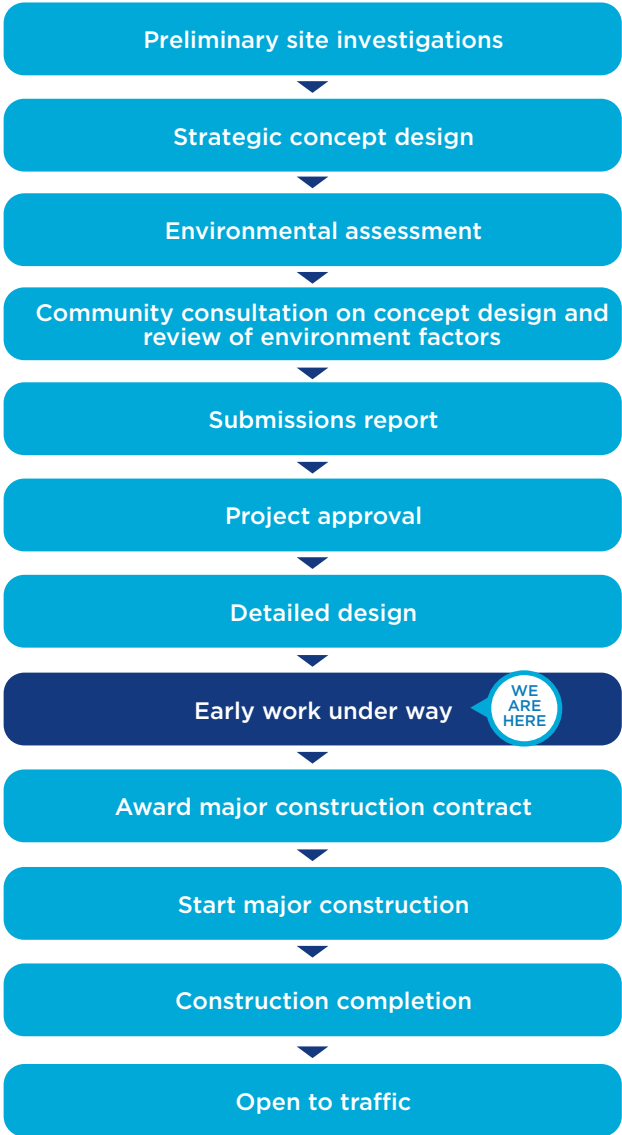 Preliminary site investigations
Strategic concept design
Environmental assessment
Community consultation on concept design and
review of environment factors
Submissions report
Project approval
Detailed design
Early work under way
WE
ARE
HERE
Award major construction contract
Start major construction
Construction completion
Open to traffic